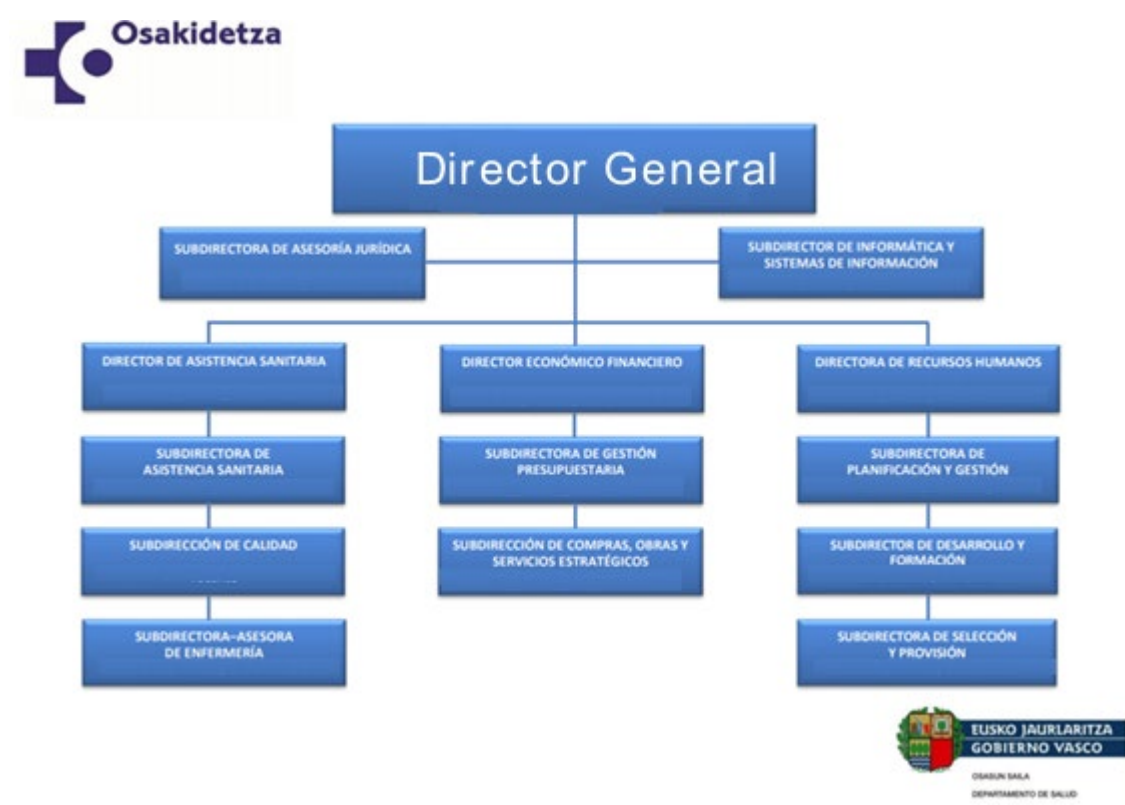 Osakidetza
Director General
SUBDIRECTORA DE ASESORÍA JURÍDICA
SUBDIRECTOR DE INFORMÁTICA Y
SISTEMAS DE INFORMACIÓN
DIRECTOR DE ASISTENCIA SANITARIA
DIRECTOR ECONÓMICO FINANCIERO
DIRECTORA DE RECURSOS HUMANOS
SUBDIRECTORA DE
ASISTENCIA SANITARIA
SUBDIRECTORA DE GESTIÓN
PRESUPUESTARIA
SUBDIRECTORA DE
PLANIFICACIÓN Y GESTIÓN
SUBDIRECCIÓN DE CALIDAD
SUBDIRECCIÓN DE COMPRAS, OBRAS Y
SERVICIOS ESTRATÉGICOS
SUBDIRECTOR DE DESARROLLO Y
FORMACIÓN
SUBDIRECTORA–ASESORA
DE ENFERMERÍA
SUBDIRECTORA DE SELECCIÓN
Y PROVISIÓN
EUSKO JAURLARITZA
GOBIERNO VASCO
OSASUN SAILA
DEPARTAMENTO DE SALUD